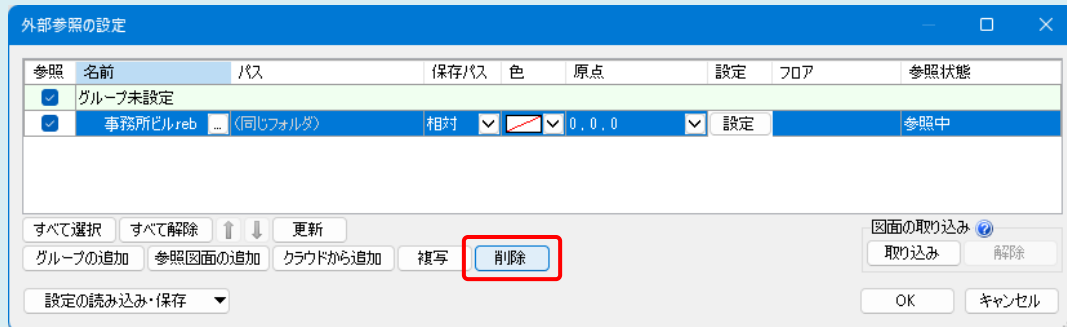 外部参照の設定
参照 名前 パス 保存パス 色 原点 設定 フロア 参照状態
グループ未設定
事務所ビル.reb ... (同じフォルダ) 相対 0, 0, 0 設定 参照中
すべて選択 すべて解除 更新
図面の取り込み
グループの追加 参照図面の追加 クラウドから追加 複写 削除 取り込み 解除
設定の読み込み・保存 OK キャンセル